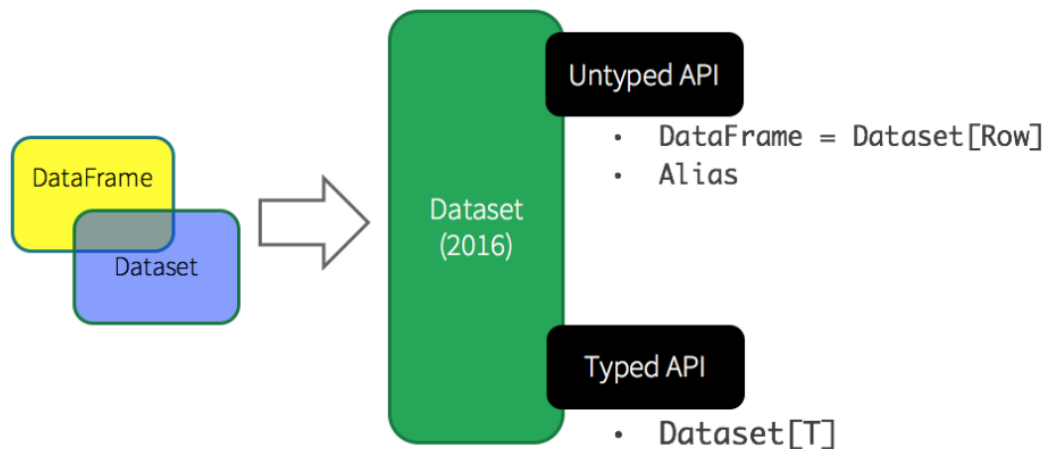 DataFrame
Dataset
Dataset
(2016)
Untyped API
• DataFrame = Dataset[Row]
• Alias
Typed API
• Dataset[T]